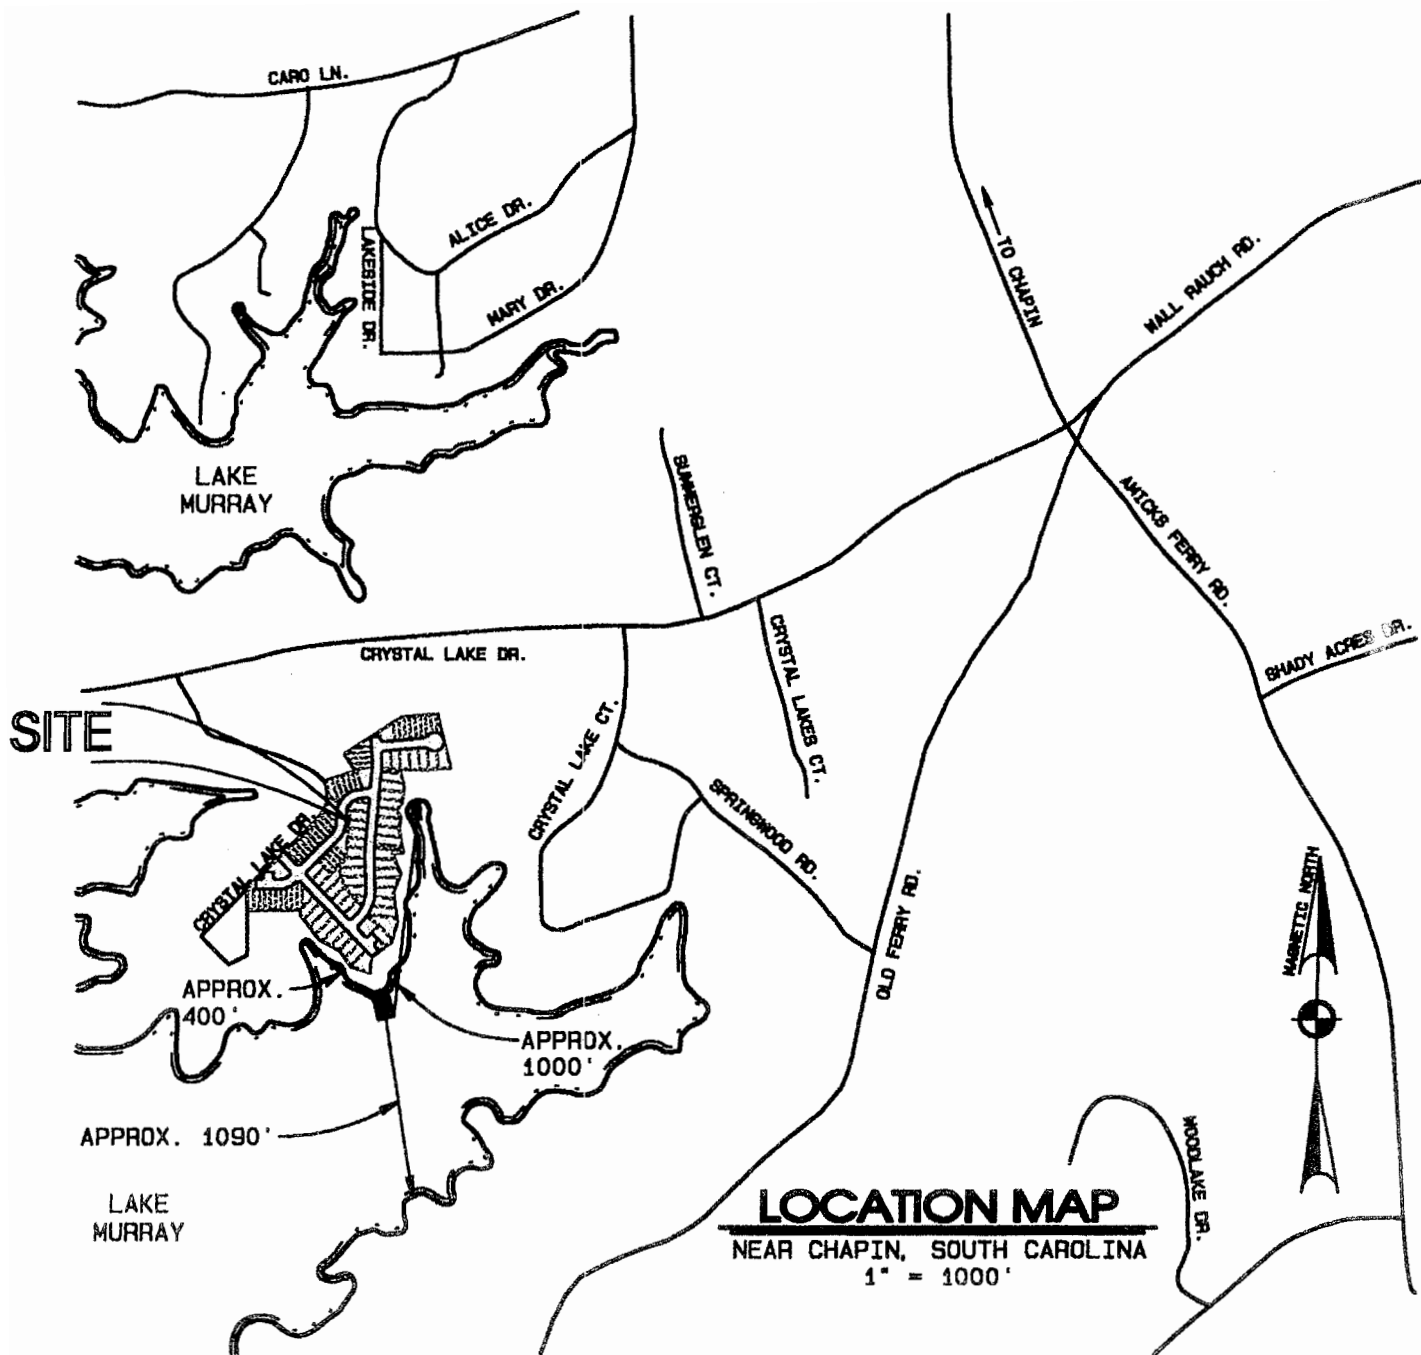 CARO LN.
ALICE DR.
LAKESIDE DR.
MARY DR.
TO CHAPIN
WALL RAUCH RD.
LAKE
MURRAY
SUMMERGLEN CT.
AMICKS FERRY RD.
CRYSTAL LAKE DR.
CRYSTAL LAKES CT.
SHADY ACRES DR.
SITE
CRYSTAL LAKE CT.
SPRINGWOOD RD.
CRYSTAL LAKE DR.
OLD FERRY RD.
MAGNETIC NORTH
APPROX.
400'
APPROX.
1000'
APPROX. 1090'
WOODLAKE DR.
LAKE
MURRAY
LOCATION MAP
NEAR CHAPIN, SOUTH CAROLINA
1" = 1000'